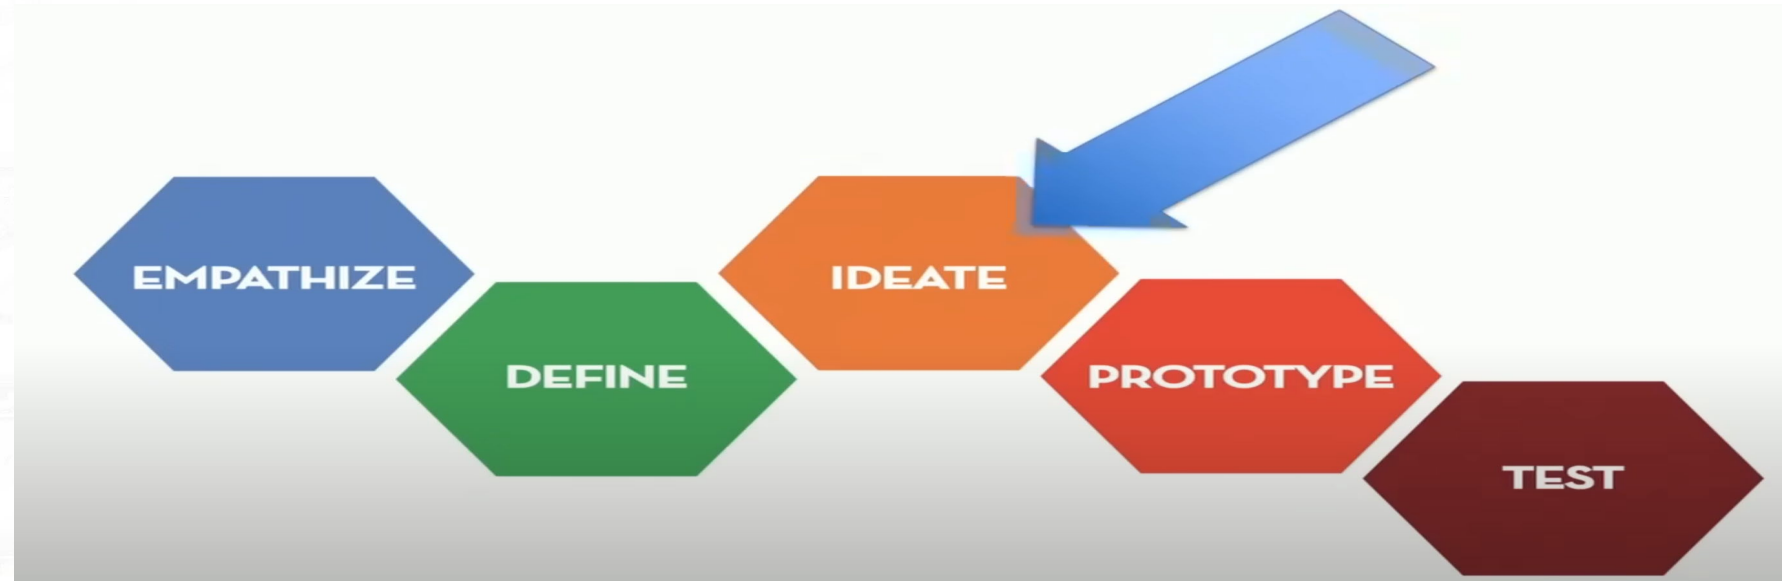 EMPATHIZE
DEFINE
IDEATE
PROTOTYPE
TEST